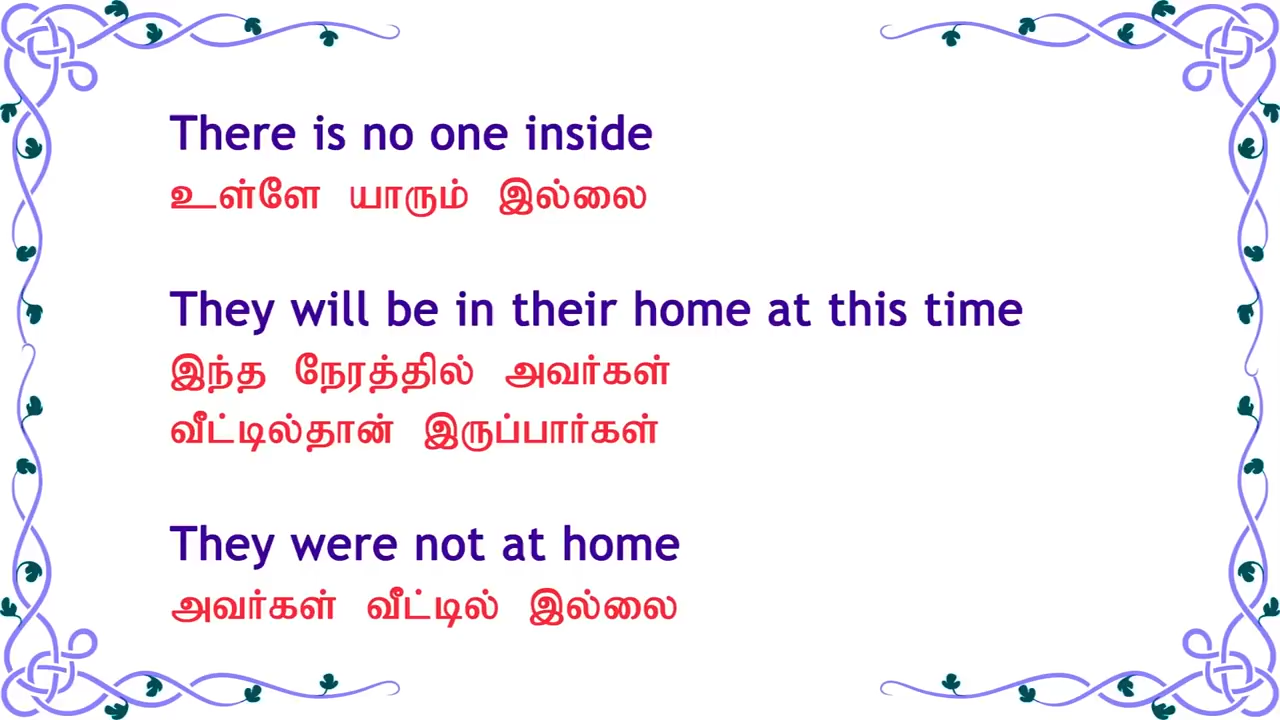 There is no one inside
உள்ளே யாரும் இல்லை
They will be in their home at this time
இந்த நேரத்தில் அவர்கள்
வீட்டில்தான் இருப்பார்கள்
They were not at home
அவர்கள் வீட்டில் இல்லை